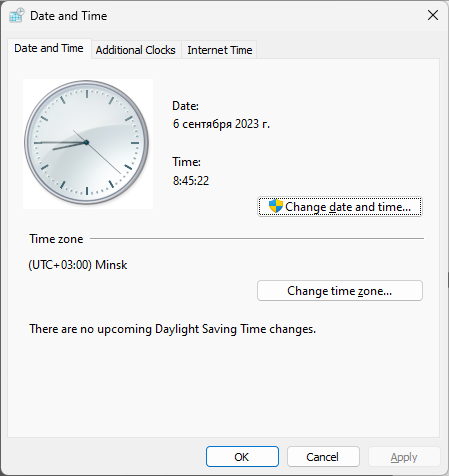 Date and Time
Date and Time Additional Clocks Internet Time
Date:
6 сентября 2023 г.
Time:
8:45:22
Change date and time...
Time zone
(UTC+03:00) Minsk
Change time zone...
There are no upcoming Daylight Saving Time changes.
OK Cancel Apply